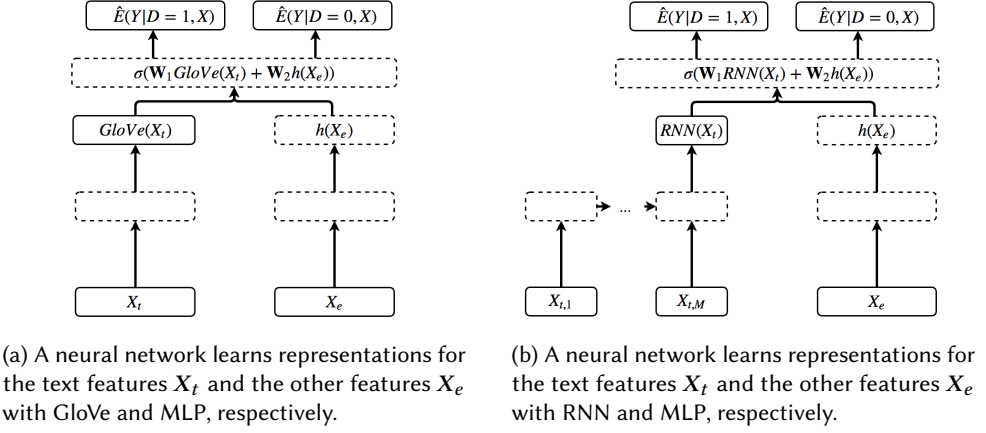 Ê(Y|D = 1, X)
Ê(Y|D = 0, X)
σ(W₁GloVe(Xₜ) + W₂h(Xₑ))
GloVe(Xₜ)
h(Xₑ)
Xₜ
Xₑ
(a) A neural network learns representations for
the text features Xₜ and the other features Xₑ
with GloVe and MLP, respectively.
Ê(Y|D = 1, X)
Ê(Y|D = 0, X)
σ(W₁RNN(Xₜ) + W₂h(Xₑ))
RNN(Xₜ)
h(Xₑ)
...
Xₜ,₁
Xₜ,M
Xₑ
(b) A neural network learns representations for
the text features Xₜ and the other features Xₑ
with RNN and MLP, respectively.